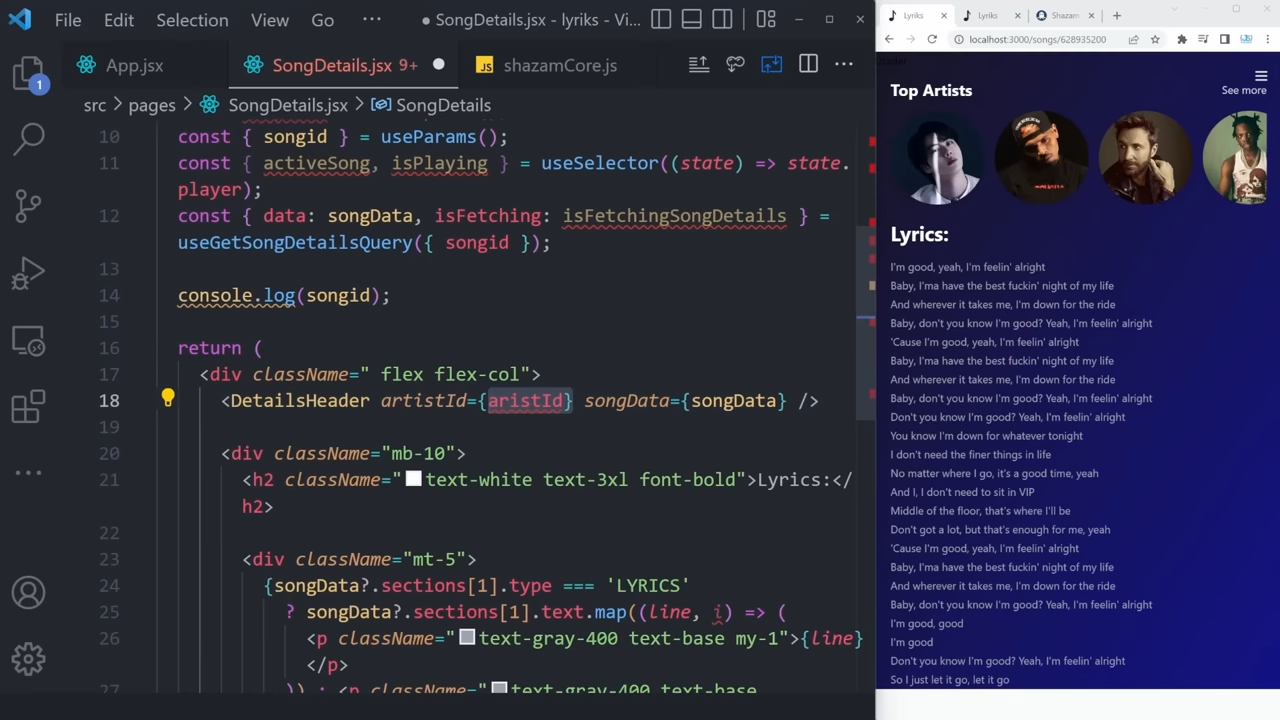 File Edit Selection View Go ··· ● SongDetails.jsx - lyriks - Vi...
App.jsx SongDetails.jsx 9+ ● JS shazamCore.js
src > pages > SongDetails.jsx > SongDetails
1
10 const { songid } = useParams();
11 const { activeSong, isPlaying } = useSelector((state) => state.
player);
12 const { data: songData, isFetching: isFetchingSongDetails } =
useGetSongDetailsQuery({ songid });
13
14 console.log(songid);
15
16 return (
17 <div className=" flex flex-col">
18 <DetailsHeader artistId={aristId} songData={songData} />
19
20 <div className="mb-10">
21 <h2 className="text-white text-3xl font-bold">Lyrics:</
h2>
22
23 <div className="mt-5">
24 {songData?.sections[1].type === 'LYRICS'
25 ? songData?.sections[1].text.map((line, i) => (
26 <p className="text-gray-400 text-base my-1">{line}
</p>
27 )) : <p className="text-gray-400 text-base
Lyriks Lyriks Shazam
localhost:3000/songs/628935200
Top Artists
See more
Lyrics:
I'm good, yeah, I'm feelin' alright
Baby, I'ma have the best fuckin' night of my life
And wherever it takes me, I'm down for the ride
Baby, don't you know I'm good? Yeah, I'm feelin' alright
'Cause I'm good, yeah, I'm feelin' alright
Baby, I'ma have the best fuckin' night of my life
And wherever it takes me, I'm down for the ride
Baby, don't you know I'm good? Yeah, I'm feelin' alright
Don't you know I'm good? Yeah, I'm feelin' alright
You know I'm down for whatever tonight
I don't need the finer things in life
No matter where I go, it's a good time, yeah
And I, I don't need to sit in VIP
Middle of the floor, that's where I'll be
Don't got a lot, but that's enough for me, yeah
'Cause I'm good, yeah, I'm feelin' alright
Baby, I'ma have the best fuckin' night of my life
And wherever it takes me, I'm down for the ride
Baby, don't you know I'm good? Yeah, I'm feelin' alright
I'm good, good
I'm good
Don't you know I'm good? Yeah, I'm feelin' alright
So I just let it go, let it go